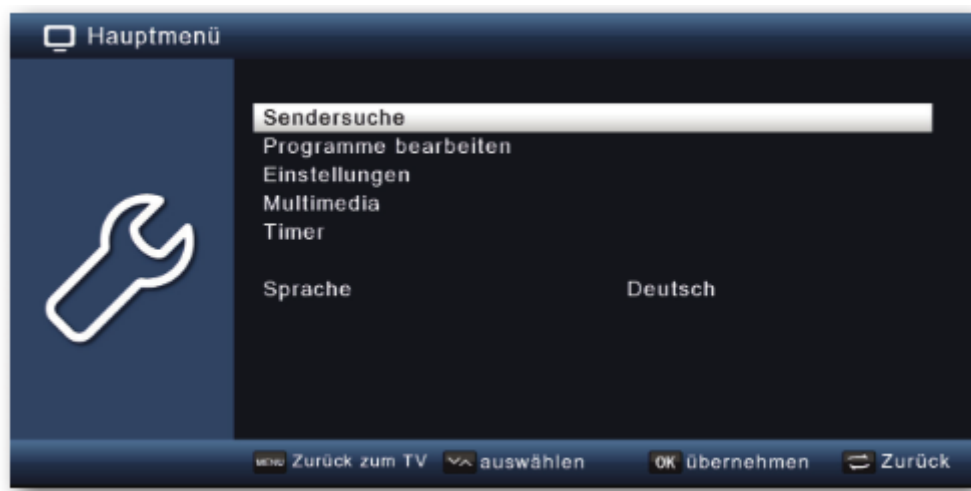 Hauptmenü
Sendersuche
Programme bearbeiten
Einstellungen
Multimedia
Timer
Sprache Deutsch
MENU Zurück zum TV auswählen OK übernehmen Zurück